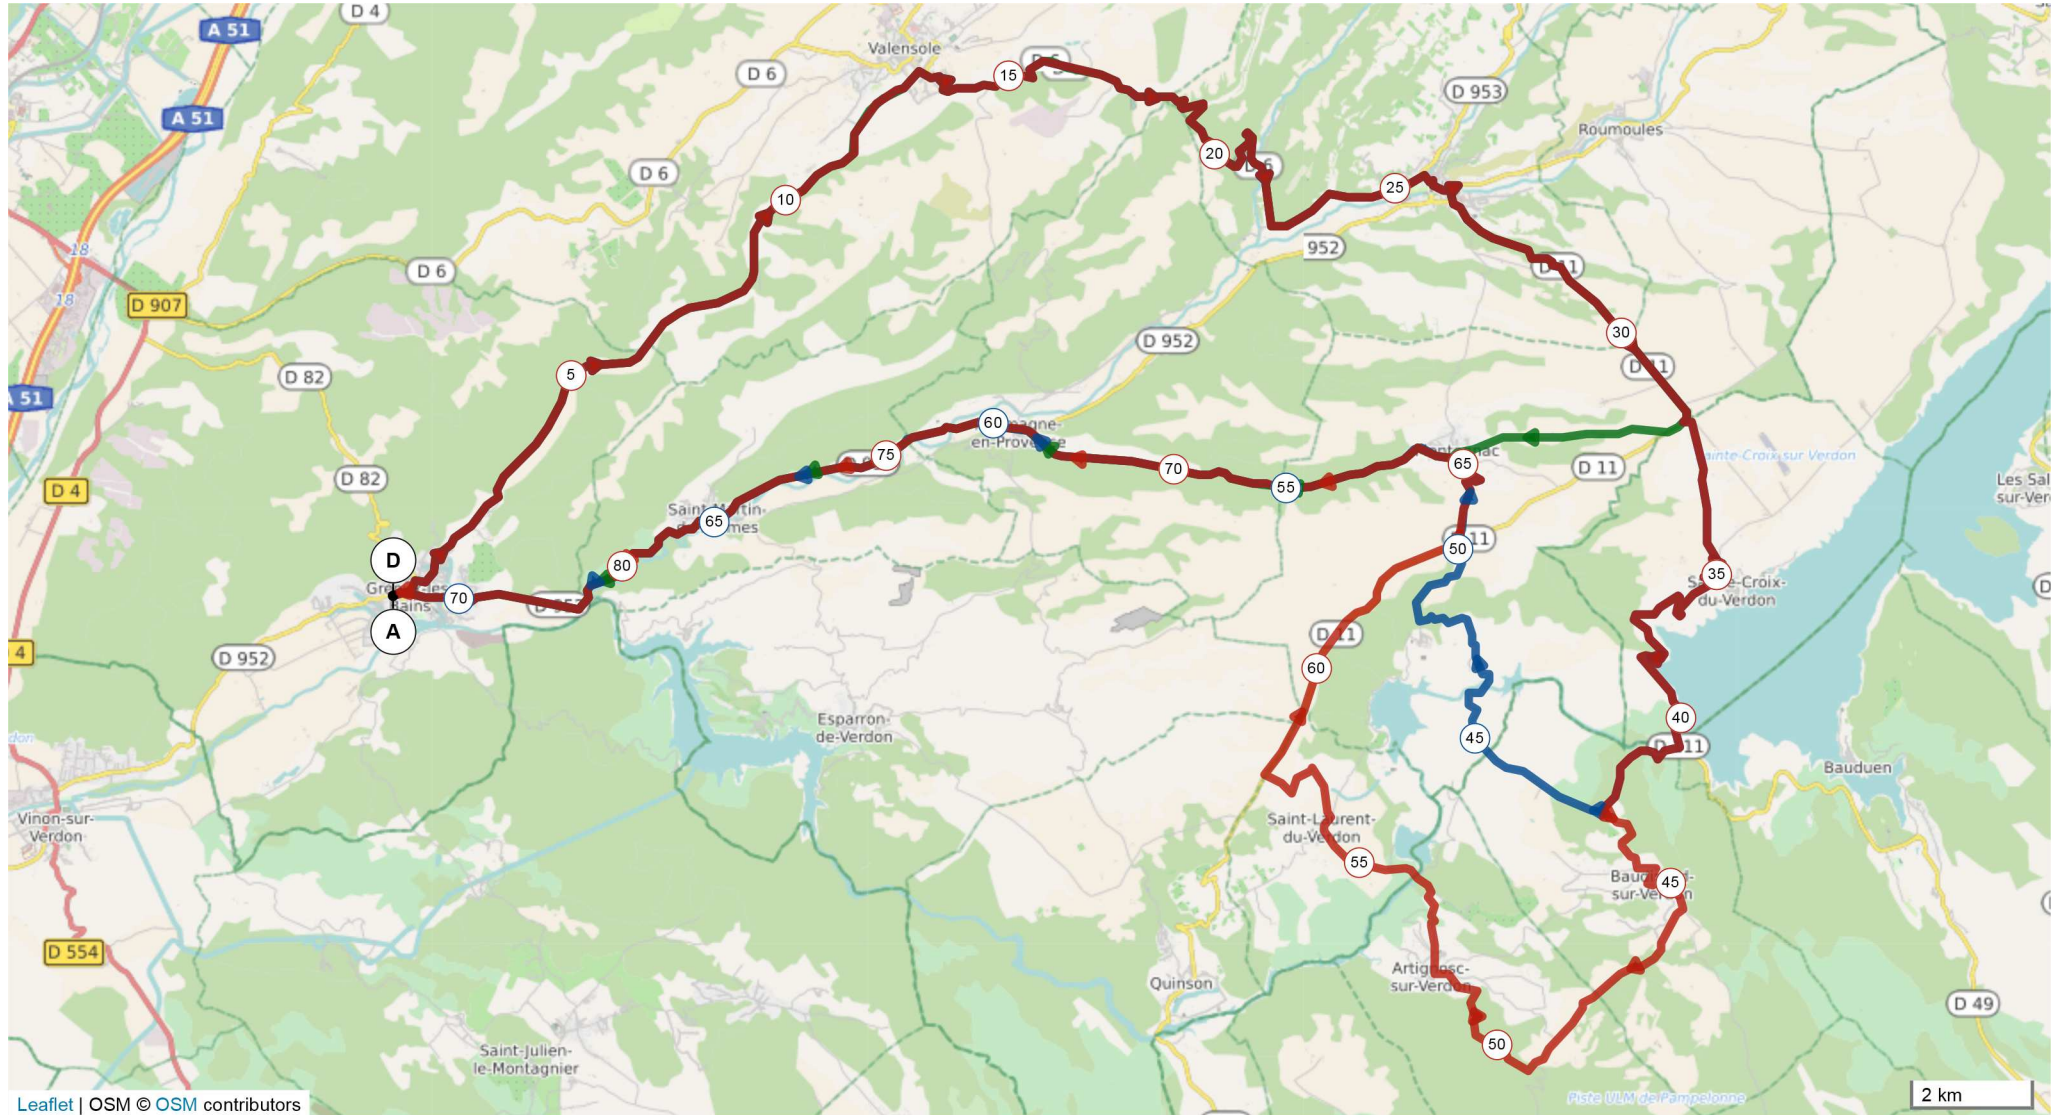 D 4
A 51
Valensole
D 6
D 953
A 51
15
Roumoules
20
D 6
D 6
25
10
18
952
D 6
D 11
18
D 907
30
D 952
D 82
5
D 11
A 51
60
en-Provence
Sainte-Croix sur Verdon
75
65
D 11
70
D 82
55
D 4
Les Sal
sur-Ver
65
11
50
D
80
35
du-Verdon
70
A
D 11
4
D 952
60
40
Esparron-
de-Verdon
45
Bauduen
Vinon-sur-
Verdon
Saint-Laurent-
du-Verdon
55
45
D 554
Artignosc-
sur-Verdon
Quinson
D 49
50
Saint-Julien-
le-Montagnier
2 km
Piste ULM de Pampelonne
Leaflet | OSM © OSM contributors